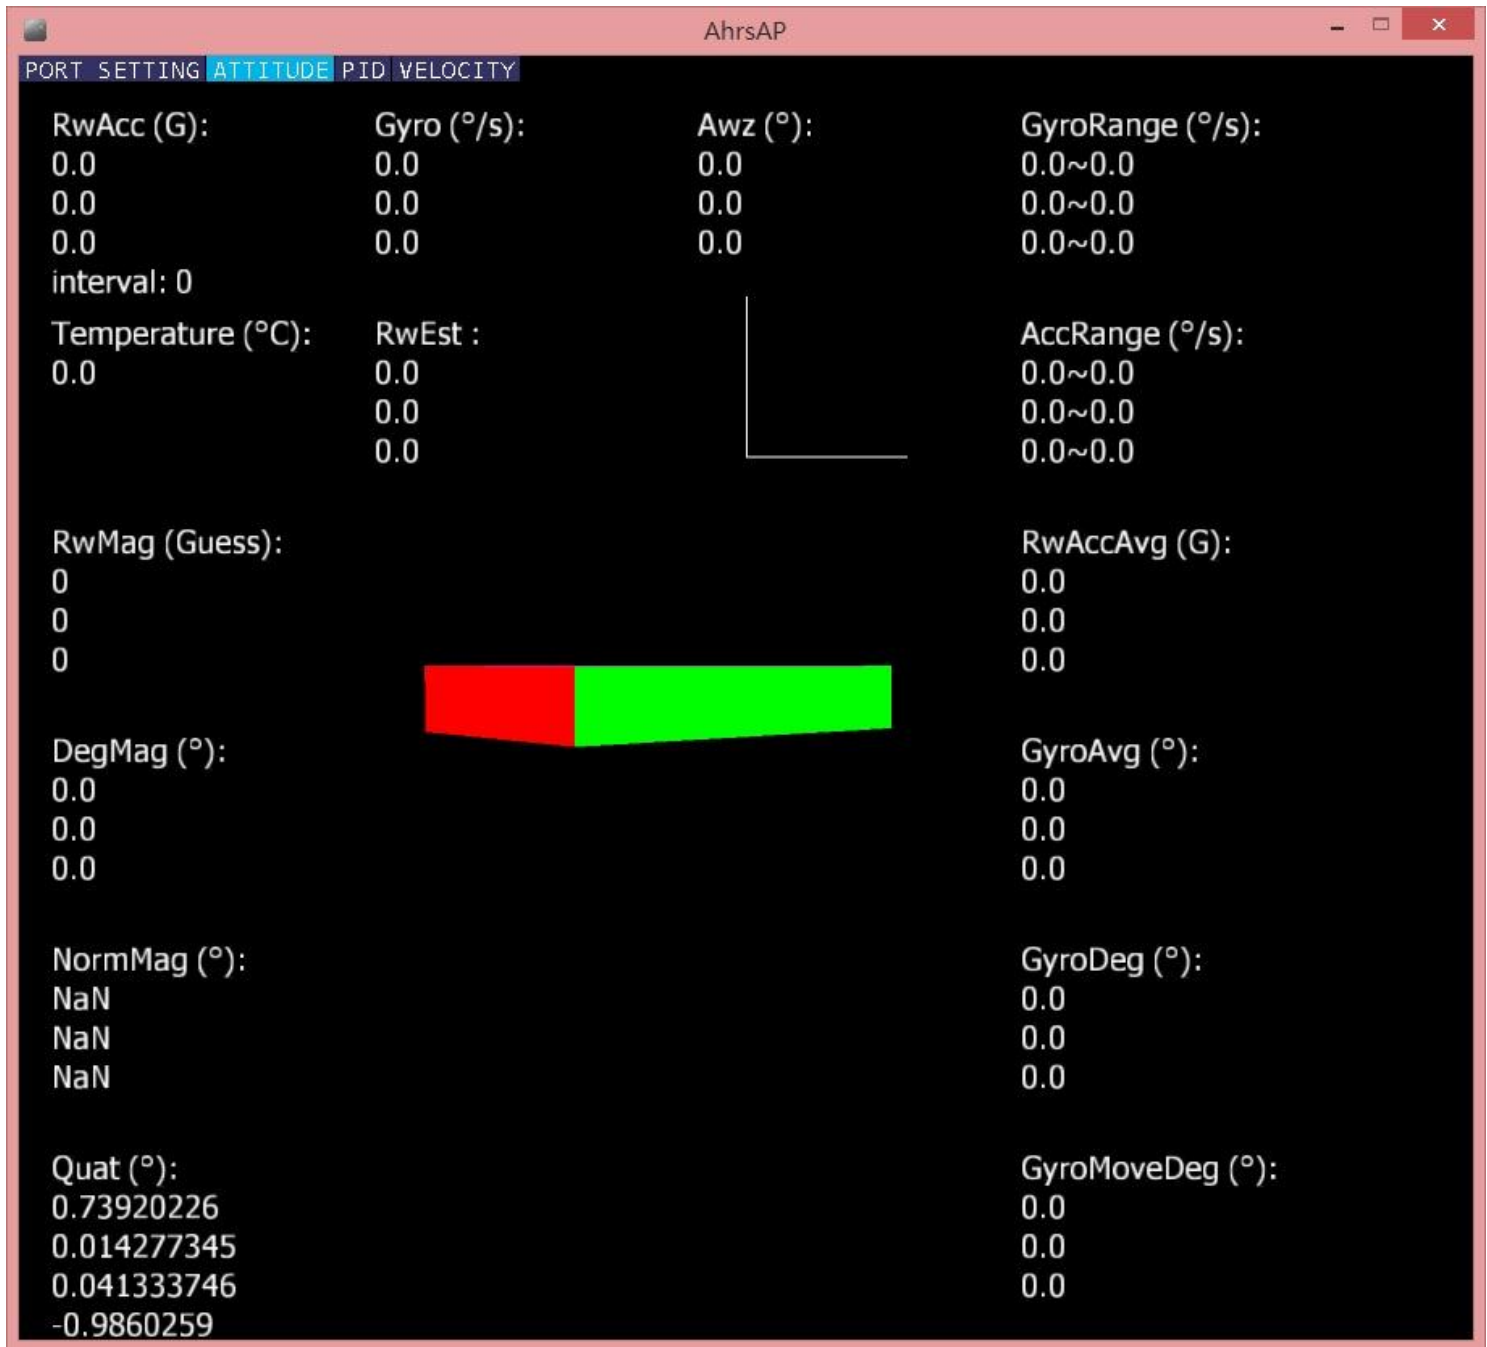 AhrsAP
PORT SETTING ATTITUDE PID VELOCITY
RwAcc (G): Gyro (°/s): Awz (°): GyroRange (°/s):
0.0 0.0 0.0 0.0~0.0
0.0 0.0 0.0 0.0~0.0
0.0 0.0 0.0 0.0~0.0
interval: 0
Temperature (°C): RwEst : AccRange (°/s):
0.0 0.0 0.0~0.0
0.0 0.0~0.0
0.0 0.0~0.0
RwMag (Guess): RwAccAvg (G):
0 0.0
0 0.0
0 0.0
DegMag (°): GyroAvg (°):
0.0 0.0
0.0 0.0
0.0 0.0
NormMag (°): GyroDeg (°):
NaN 0.0
NaN 0.0
NaN 0.0
Quat (°): GyroMoveDeg (°):
0.73920226 0.0
0.014277345 0.0
0.041333746 0.0
-0.9860259